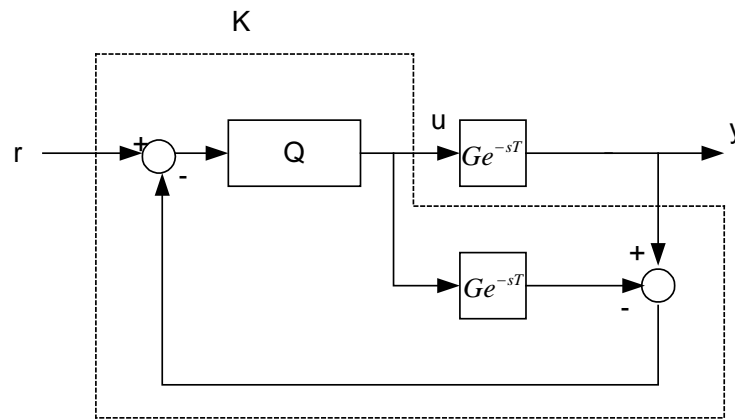 K
r
+
-
Q
u
Ge^{-sT}
y
+
Ge^{-sT}
-